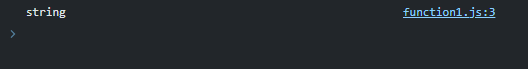 string function1.js:3
>